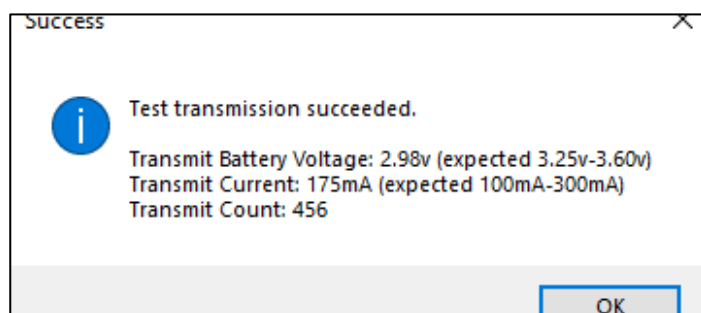 Success
Test transmission succeeded.
Transmit Battery Voltage: 2.98v (expected 3.25v-3.60v)
Transmit Current: 175mA (expected 100mA-300mA)
Transmit Count: 456
OK